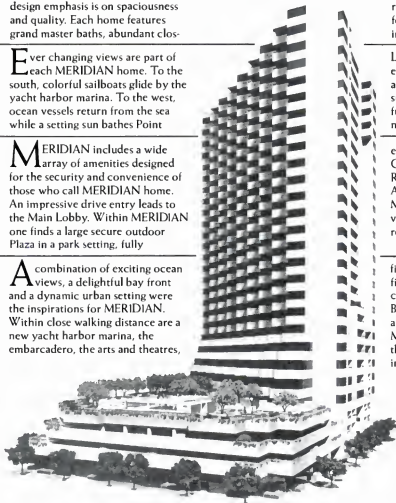 design emphasis is on spaciousness
and quality. Each home features
grand master baths, abundant clos-
Ever changing views are part of
each MERIDIAN home. To the
south, colorful sailboats glide by the
yacht harbor marina. To the west,
ocean vessels return from the sea
while a setting sun bathes Point
MERIDIAN includes a wide
array of amenities designed
for the security and convenience of
those who call MERIDIAN home.
An impressive drive entry leads to
the Main Lobby. Within MERIDIAN
one finds a large secure outdoor
Plaza in a park setting, fully
A combination of exciting ocean
views, a delightful bay front
and a dynamic urban setting were
the inspirations for MERIDIAN.
Within close walking distance are a
new yacht harbor marina, the
embarcadero, the arts and theatres,